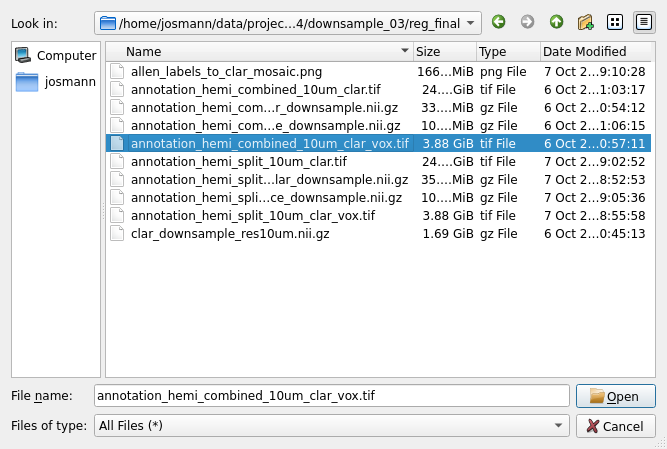 Look in: /home/josmann/data/projec...4/downsample_03/reg_final
Computer
josmann
Name Size Type Date Modified
allen_labels_to_clar_mosaic.png 166...MiB png File 7 Oct 2...9:10:28
annotation_hemi_combined_10um_clar.tif 24....GiB tif File 6 Oct 2...1:03:17
annotation_hemi_com...r_downsample.nii.gz 33....MiB gz File 6 Oct 2...0:54:12
annotation_hemi_com...e_downsample.nii.gz 10....MiB gz File 6 Oct 2...1:06:15
annotation_hemi_combined_10um_clar_vox.tif 3.88 GiB tif File 6 Oct 2...0:57:11
annotation_hemi_split_10um_clar.tif 24....GiB tif File 7 Oct 2...9:02:52
annotation_hemi_split...lar_downsample.nii.gz 35....MiB gz File 7 Oct 2...8:52:53
annotation_hemi_spli...ce_downsample.nii.gz 10....MiB gz File 7 Oct 2...9:05:36
annotation_hemi_split_10um_clar_vox.tif 3.88 GiB tif File 7 Oct 2...8:55:58
clar_downsample_res10um.nii.gz 1.69 GiB gz File 6 Oct 2...0:45:13
File name: annotation_hemi_combined_10um_clar_vox.tif Open
Files of type: All Files (*) Cancel